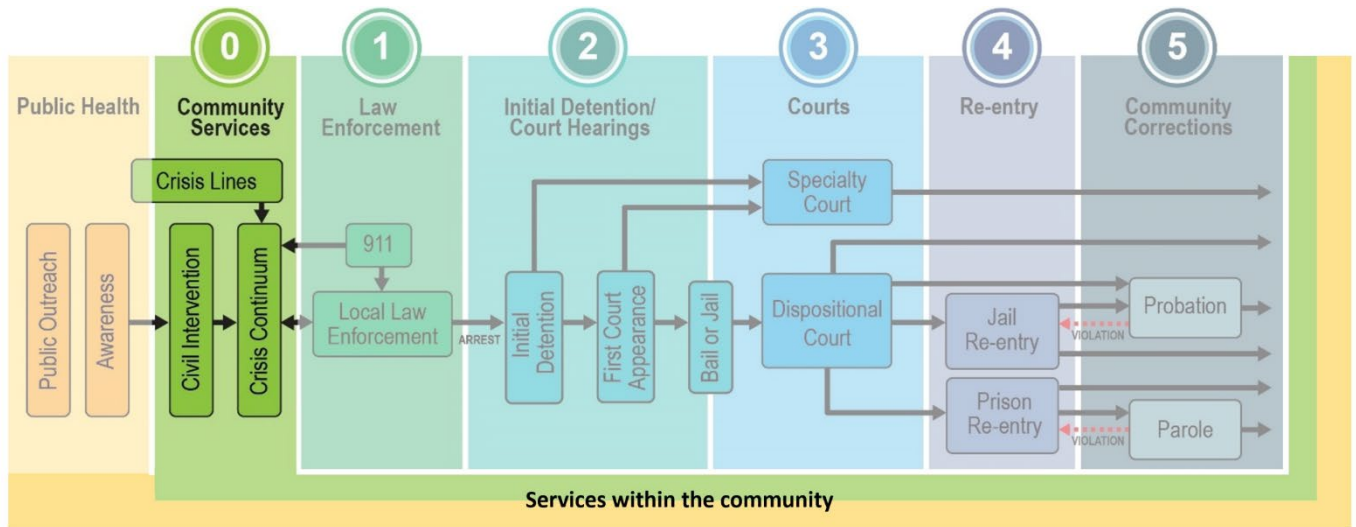 0
1
2
3
4
5
Public Health
Community
Services
Law
Enforcement
Initial Detention/
Court Hearings
Courts
Re-entry
Community
Corrections
Crisis Lines
Public Outreach
Awareness
Civil Intervention
Crisis Continuum
911
Local Law
Enforcement
ARREST
Initial
Detention
First Court
Appearance
Bail or Jail
Specialty
Court
Dispositional
Court
Jail
Re-entry
Prison
Re-entry
VIOLATION
VIOLATION
Probation
Parole
Services within the community